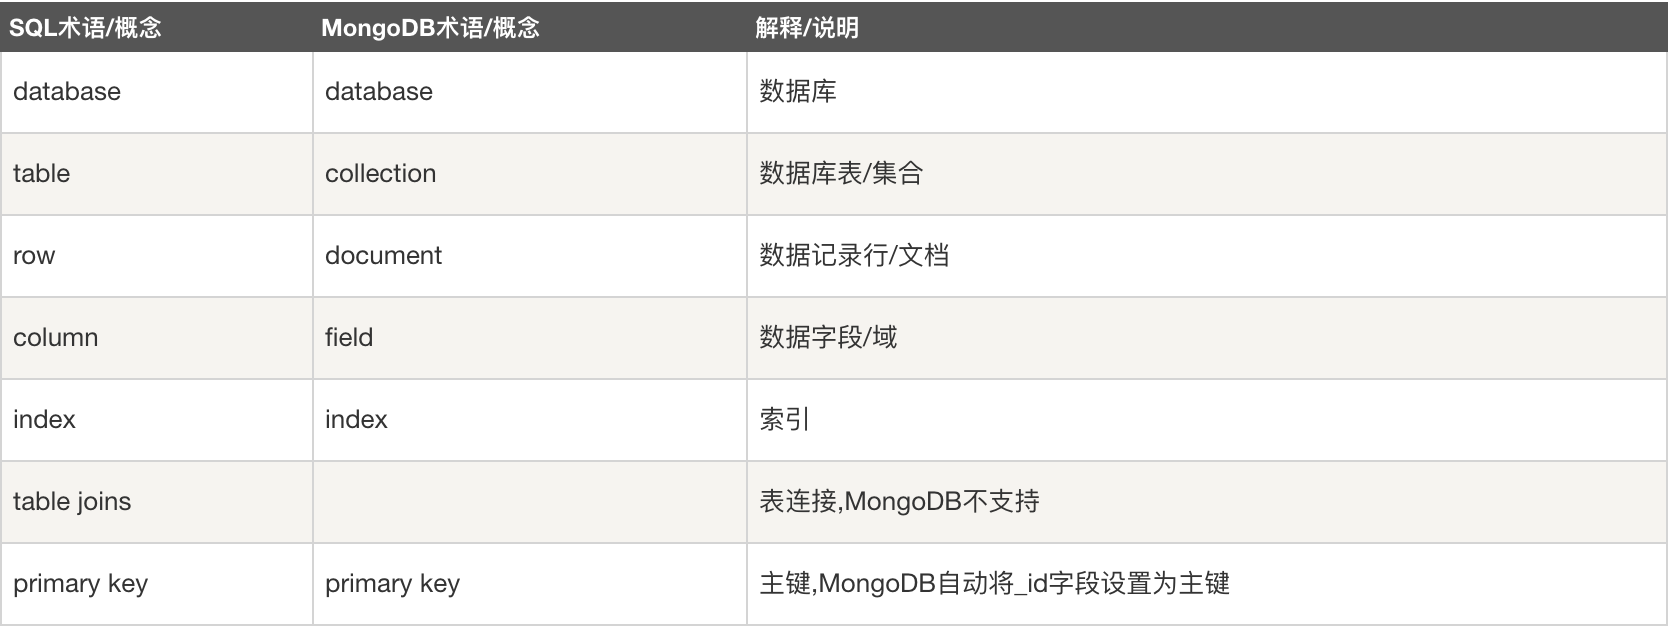 SQL术语/概念 MongoDB术语/概念 解释/说明
database database 数据库
table collection 数据库表/集合
row document 数据记录行/文档
column field 数据字段/域
index index 索引
table joins 表连接,MongoDB不支持
primary key primary key 主键,MongoDB自动将_id字段设置为主键